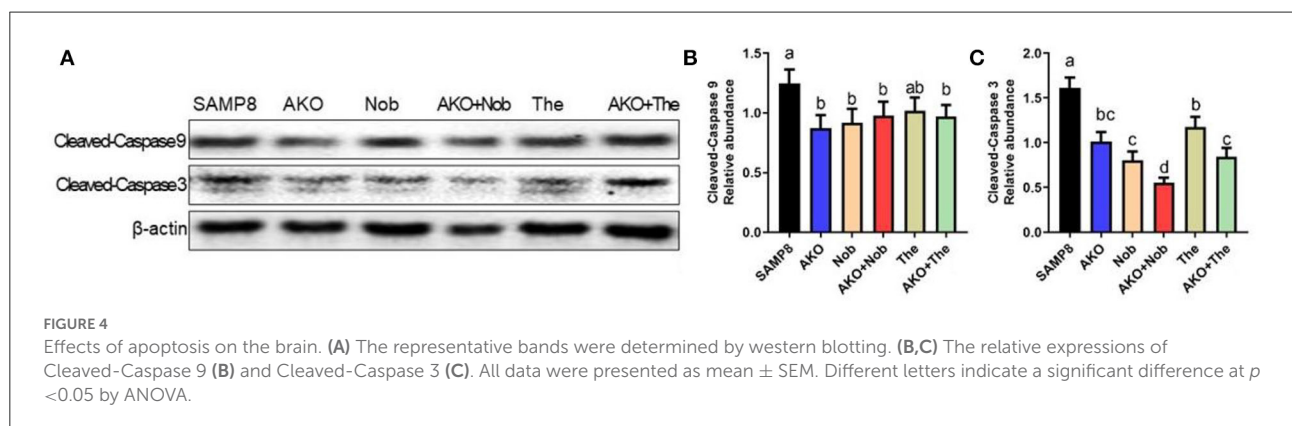 A
SAMP8 AKO Nob AKO+Nob The AKO+The
Cleaved-Caspase 9
Cleaved-Caspase 3
β-actin
B
Cleaved-Caspase 9
Relative abundance
1.5
1.0
0.5
0.0
a
b
b
b
ab
b
SAMP8
AKO
Nob
AKO+Nob
The
AKO+The
C
Cleaved-Caspase 3
Relative abundance
2.0
1.5
1.0
0.5
0.0
a
bc
c
d
b
c
SAMP8
AKO
Nob
AKO+Nob
The
AKO+The
FIGURE 4
Effects of apoptosis on the brain. (A) The representative bands were determined by western blotting. (B,C) The relative expressions of
Cleaved-Caspase 9 (B) and Cleaved-Caspase 3 (C). All data were presented as mean ± SEM. Different letters indicate a significant difference at p
<0.05 by ANOVA.